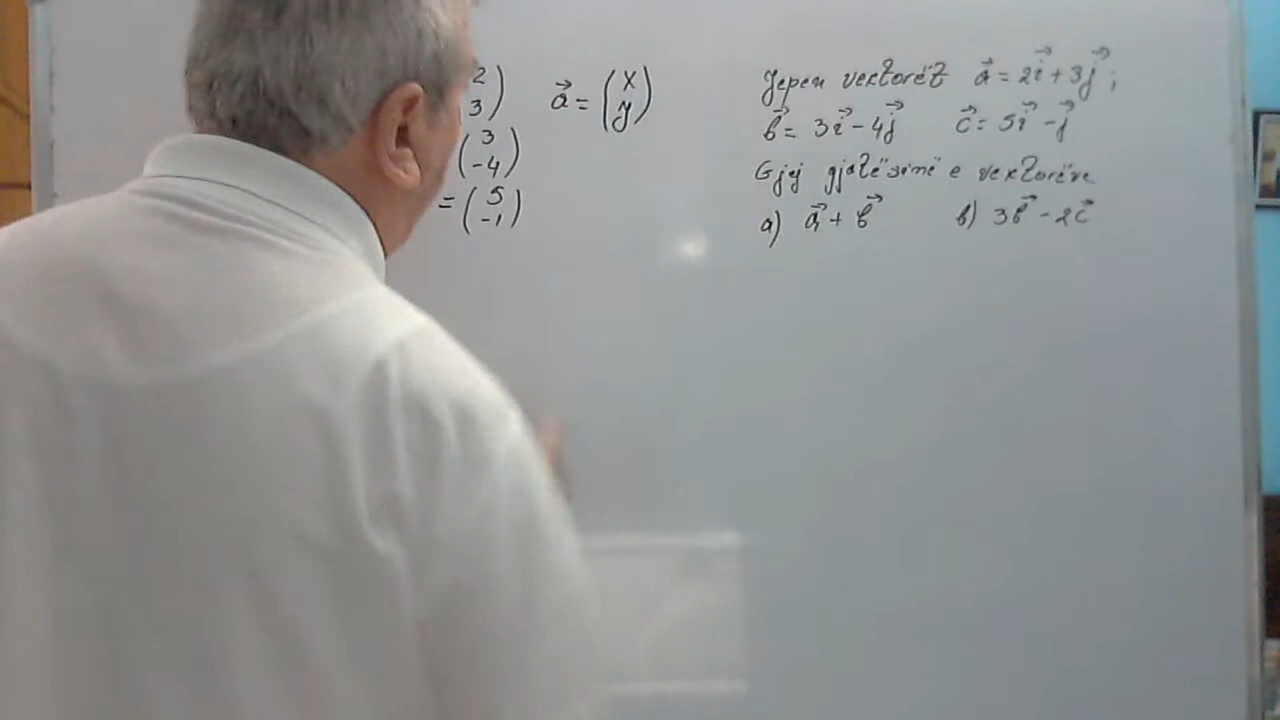 2
3) a⃗ = (x
y)
(3
-4)
= (5
-1)
Jepen vektorët a⃗ = 2i⃗ + 3j⃗ ;
b⃗ = 3i⃗ - 4j⃗ c⃗ = 5i⃗ - j⃗
Gjej gjatësinë e vektorëve
a) a⃗ + b⃗ b) 3b⃗ - 2c⃗